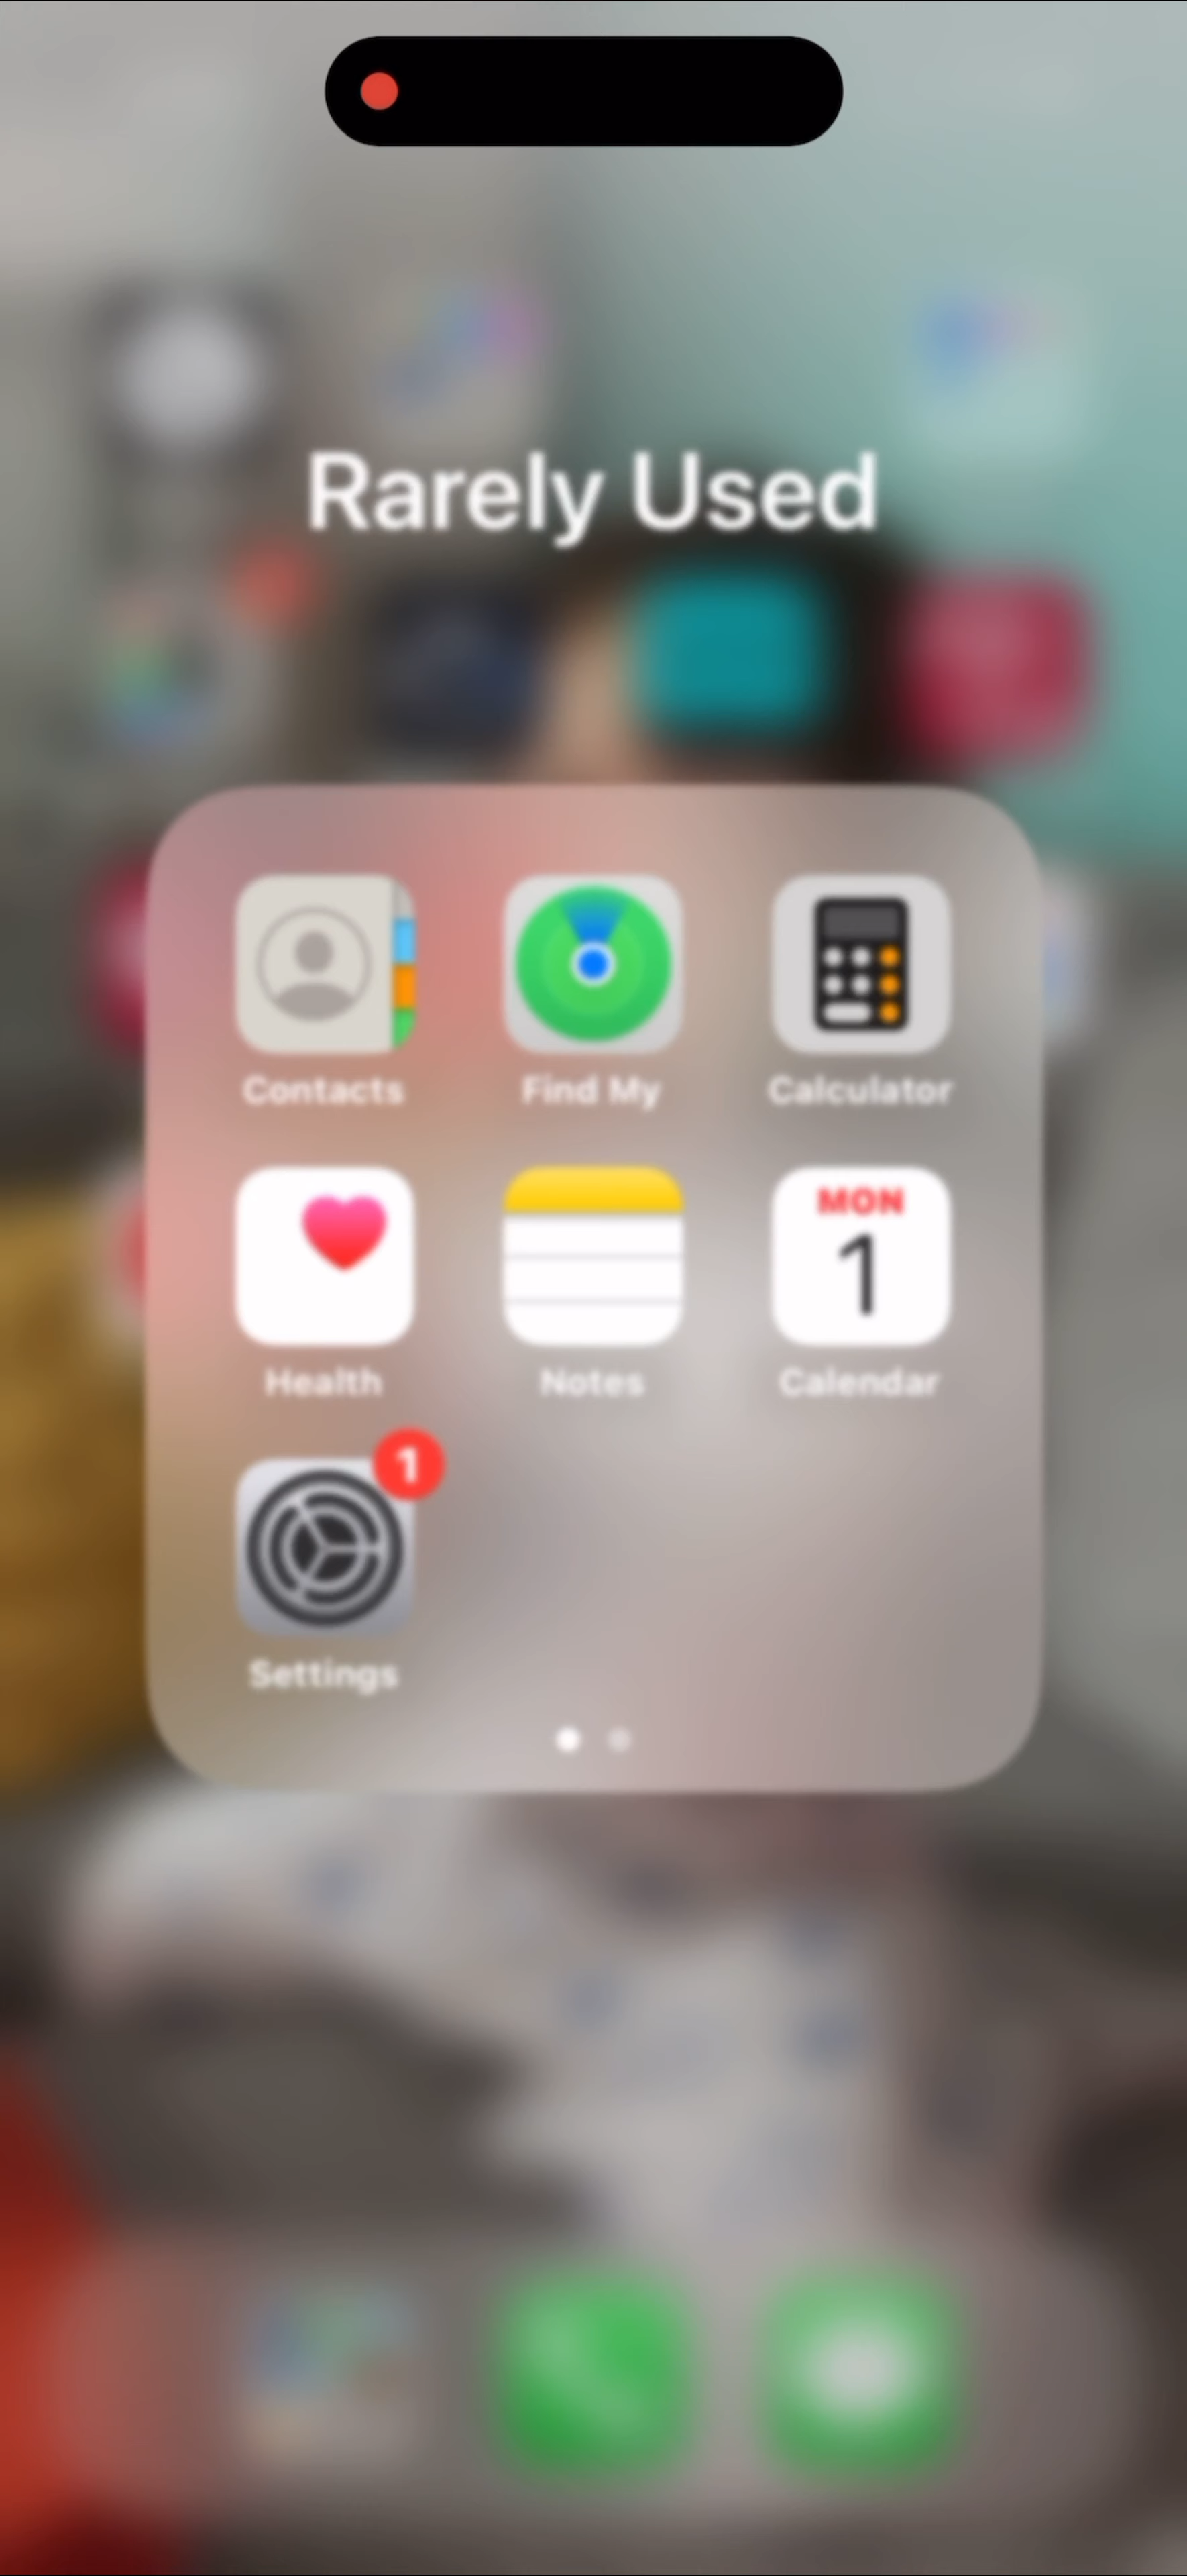 Rarely Used
Contacts
Find My
Calculator
MON
1
Health
Notes
Calendar
1
Settings